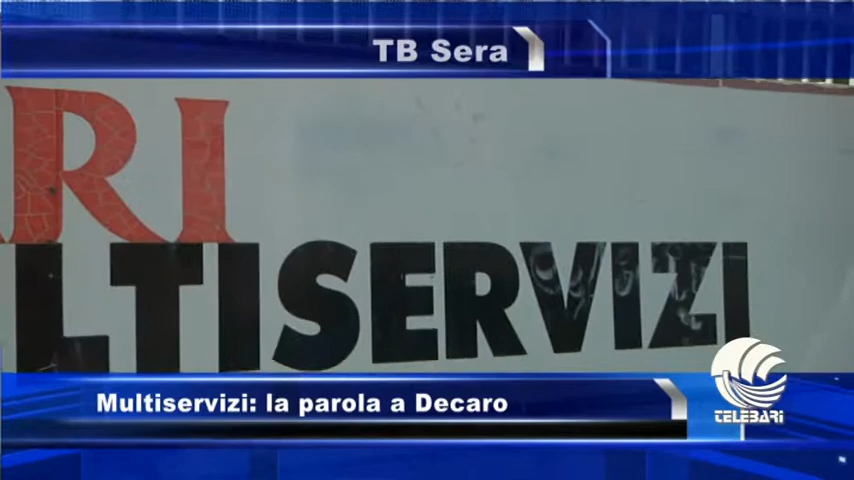 TB Sera
RI
LTISERVIZI
Multiservizi: la parola a Decaro
TELEBARI